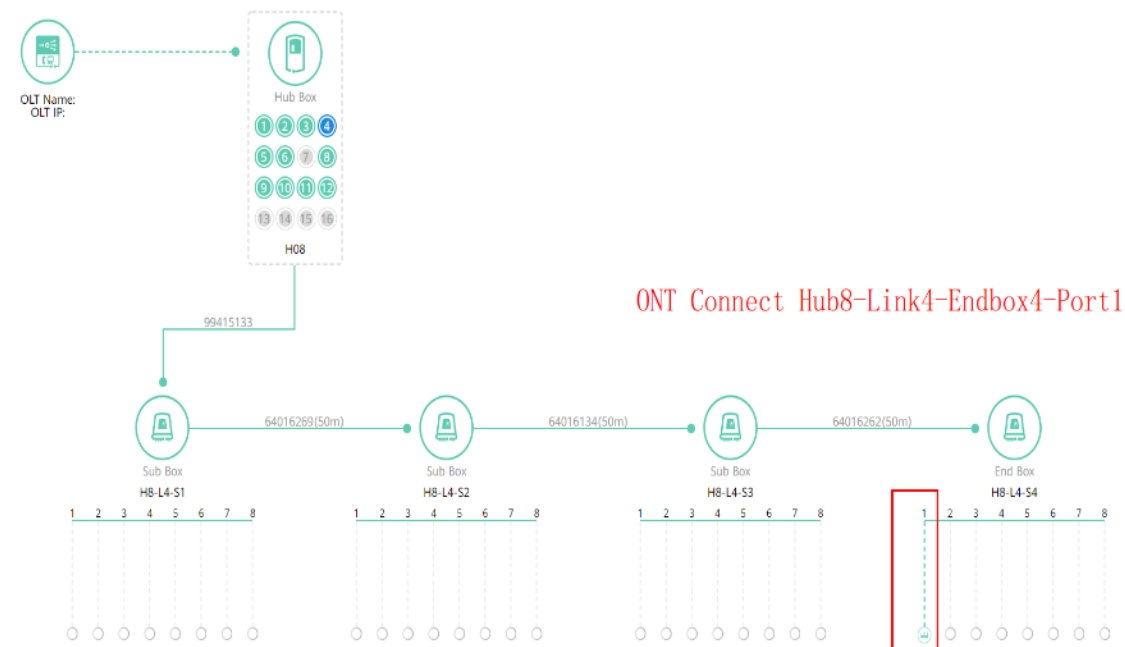 OLT Name:
OLT IP:
Hub Box
1 2 3 4
5 6 7 8
9 10 11 12
13 14 15 16
H08
ONT Connect Hub8-Link4-Endbox4-Port1
99415133
64016269(50m)
64016134(50m)
64016262(50m)
Sub Box
Sub Box
Sub Box
End Box
H8-L4-S1
H8-L4-S2
H8-L4-S3
H8-L4-S4
1 2 3 4 5 6 7 8
1 2 3 4 5 6 7 8
1 2 3 4 5 6 7 8
1 2 3 4 5 6 7 8